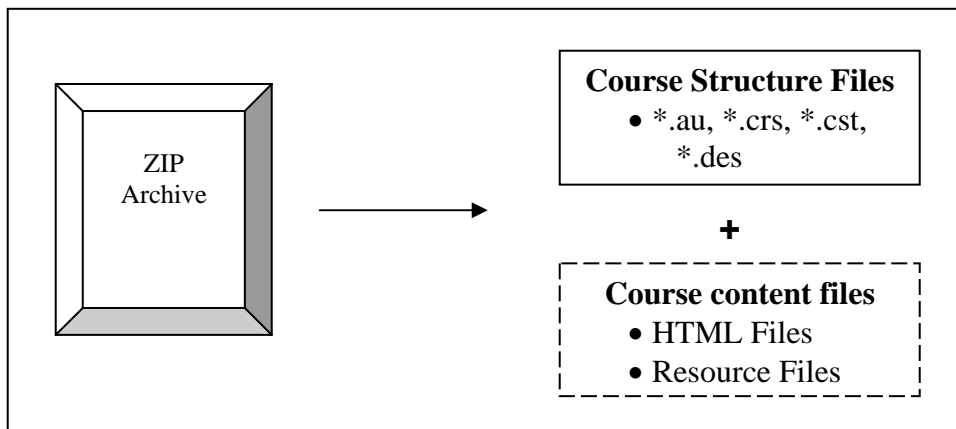 ZIP
Archive
Course Structure Files
• *.au, *.crs, *.cst,
*.des
+
Course content files
• HTML Files
• Resource Files